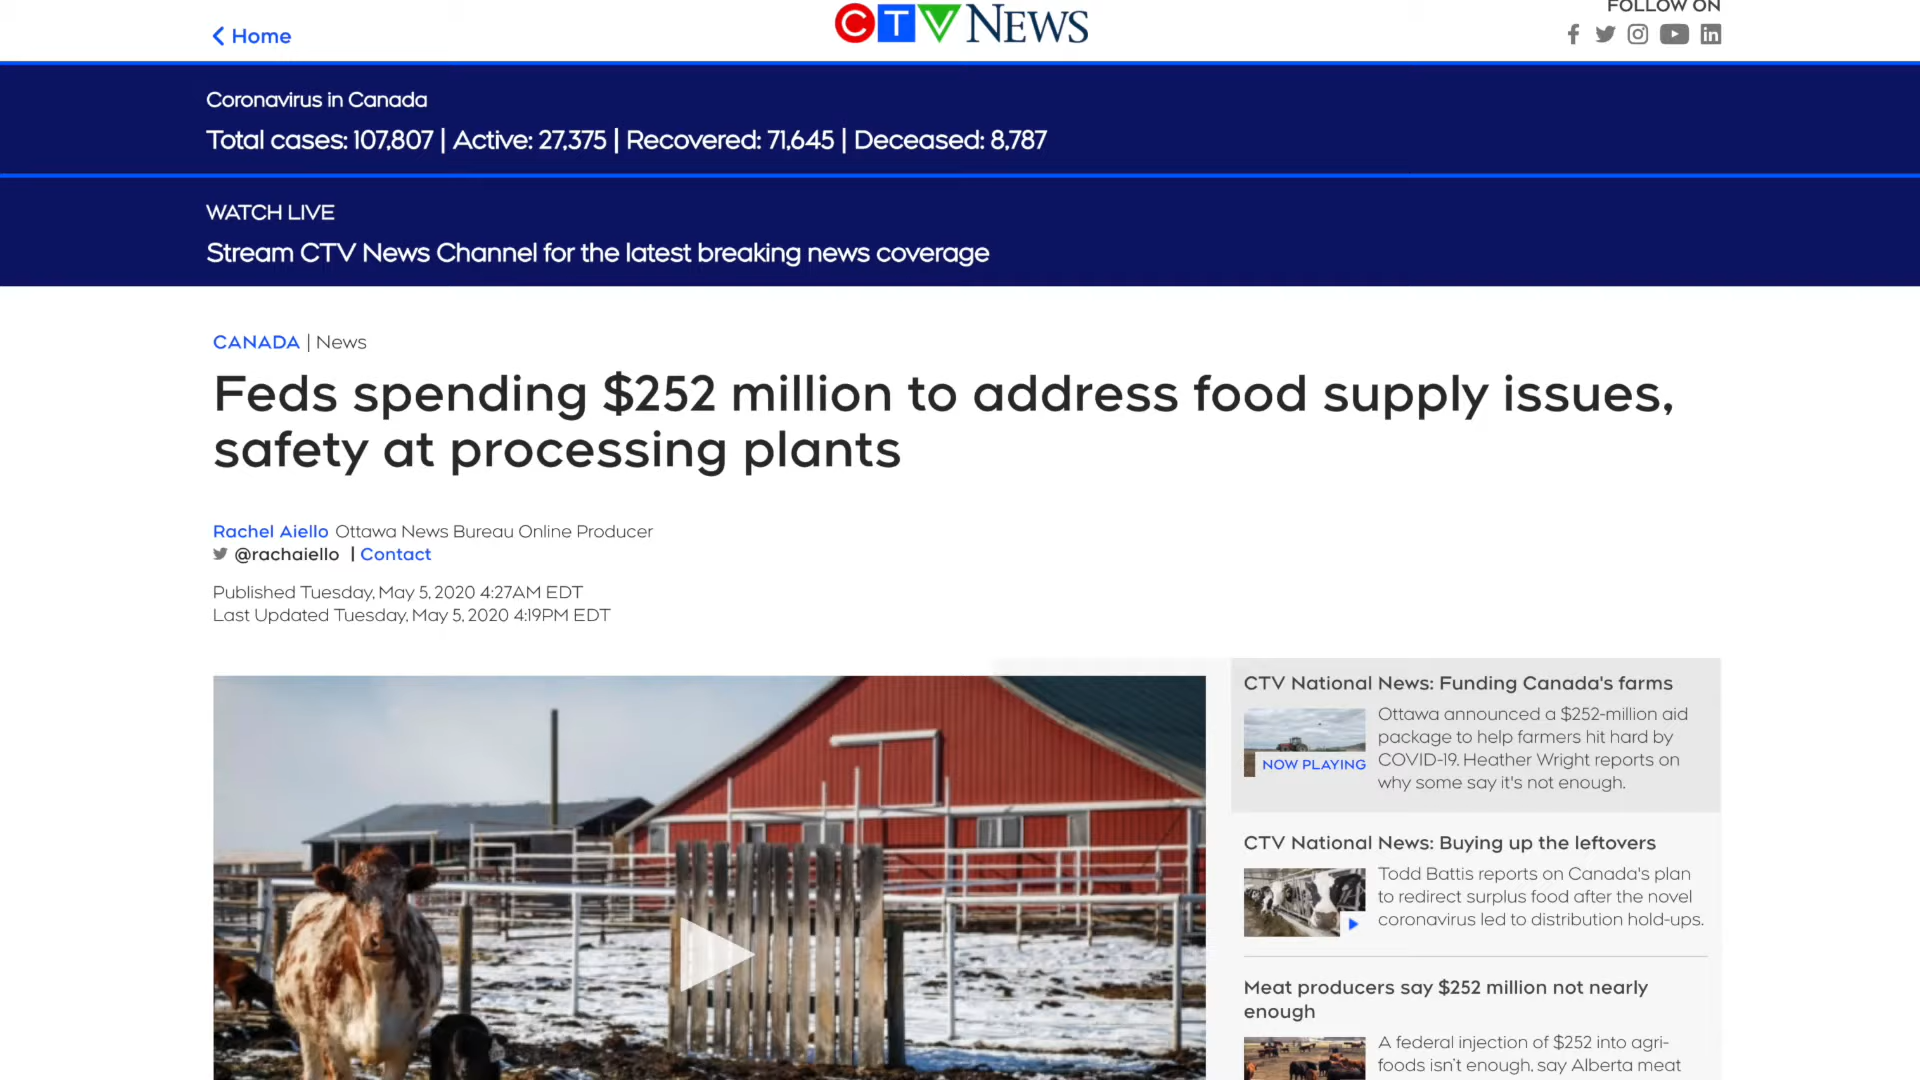 Home
CTV NEWS
FOLLOW ON
Coronavirus in Canada
Total cases: 107,807 | Active: 27,375 | Recovered: 71,645 | Deceased: 8,787
WATCH LIVE
Stream CTV News Channel for the latest breaking news coverage
CANADA | News
Feds spending $252 million to address food supply issues,
safety at processing plants
Rachel Aiello Ottawa News Bureau Online Producer
@rachaiello | Contact
Published Tuesday, May 5, 2020 4:27AM EDT
Last Updated Tuesday, May 5, 2020 4:19PM EDT
CTV National News: Funding Canada's farms
NOW PLAYING
Ottawa announced a $252-million aid
package to help farmers hit hard by
COVID-19. Heather Wright reports on
why some say it's not enough.
CTV National News: Buying up the leftovers
Todd Battis reports on Canada's plan
to redirect surplus food after the novel
coronavirus led to distribution hold-ups.
Meat producers say $252 million not nearly
enough
A federal injection of $252 into agri-
foods isn't enough, say Alberta meat